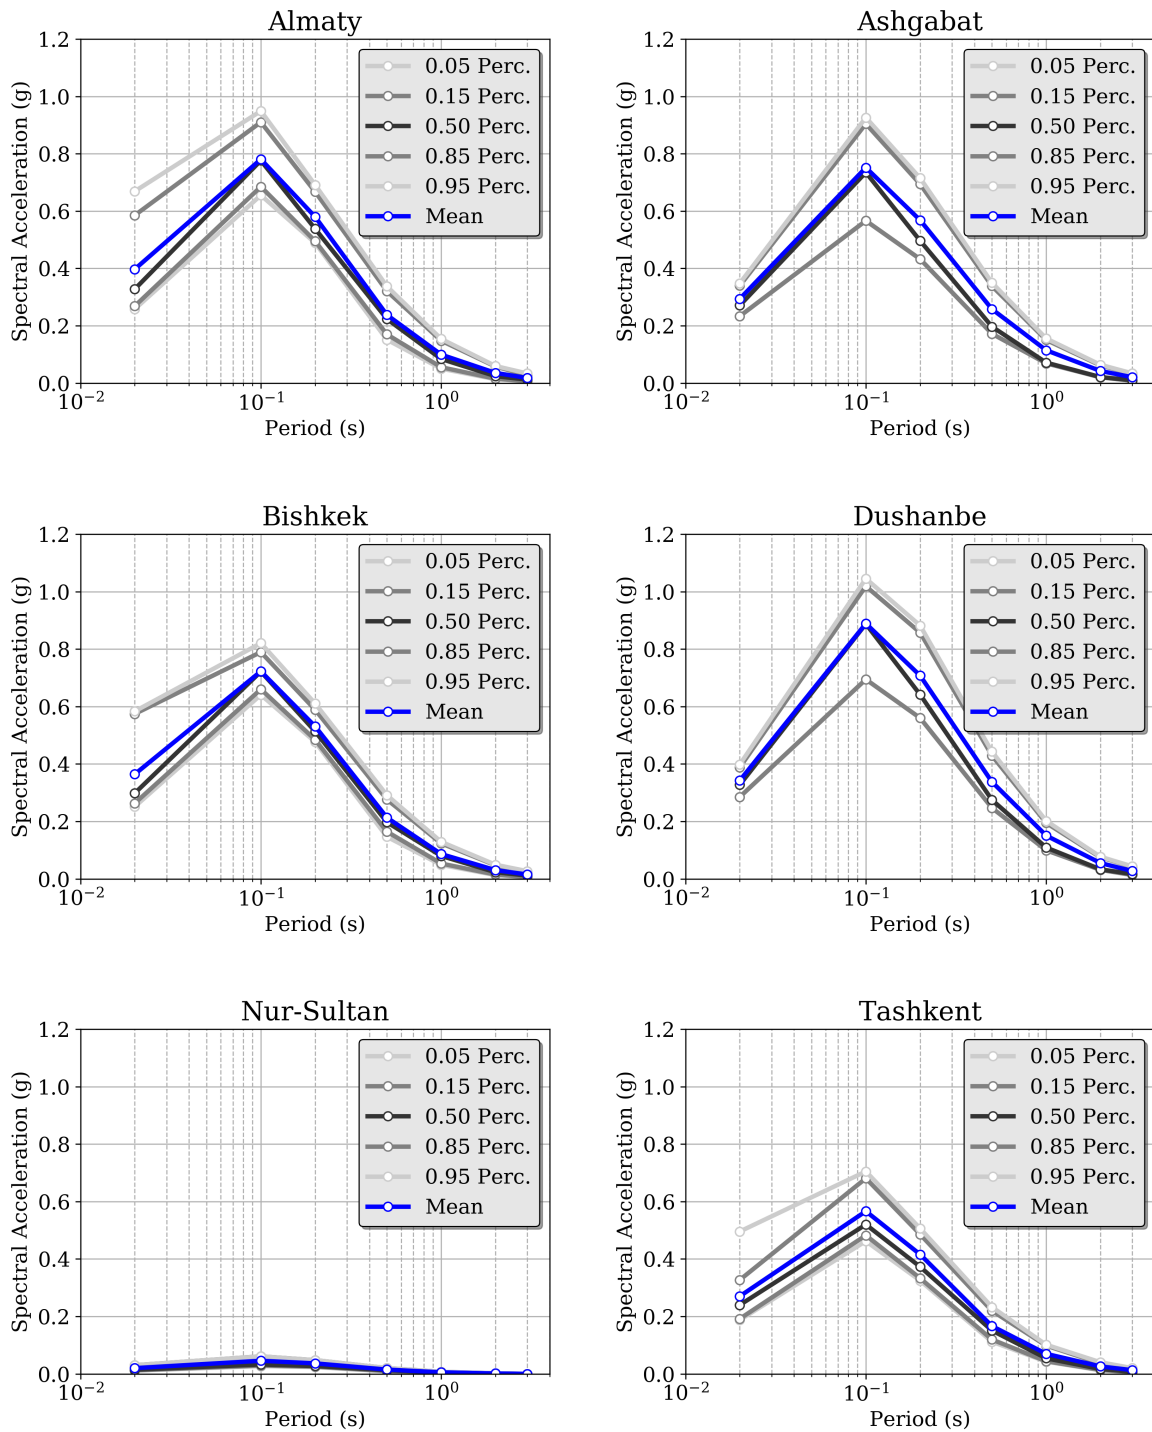 Almaty
Spectral Acceleration (g)
1.2
1.0
0.8
0.6
0.4
0.2
0.0
10⁻² 10⁻¹ 10⁰
Period (s)
0.05 Perc.
0.15 Perc.
0.50 Perc.
0.85 Perc.
0.95 Perc.
Mean
Ashgabat
Spectral Acceleration (g)
1.2
1.0
0.8
0.6
0.4
0.2
0.0
10⁻² 10⁻¹ 10⁰
Period (s)
0.05 Perc.
0.15 Perc.
0.50 Perc.
0.85 Perc.
0.95 Perc.
Mean
Bishkek
Spectral Acceleration (g)
1.2
1.0
0.8
0.6
0.4
0.2
0.0
10⁻² 10⁻¹ 10⁰
Period (s)
0.05 Perc.
0.15 Perc.
0.50 Perc.
0.85 Perc.
0.95 Perc.
Mean
Dushanbe
Spectral Acceleration (g)
1.2
1.0
0.8
0.6
0.4
0.2
0.0
10⁻² 10⁻¹ 10⁰
Period (s)
0.05 Perc.
0.15 Perc.
0.50 Perc.
0.85 Perc.
0.95 Perc.
Mean
Nur-Sultan
Spectral Acceleration (g)
1.2
1.0
0.8
0.6
0.4
0.2
0.0
10⁻² 10⁻¹ 10⁰
Period (s)
0.05 Perc.
0.15 Perc.
0.50 Perc.
0.85 Perc.
0.95 Perc.
Mean
Tashkent
Spectral Acceleration (g)
1.2
1.0
0.8
0.6
0.4
0.2
0.0
10⁻² 10⁻¹ 10⁰
Period (s)
0.05 Perc.
0.15 Perc.
0.50 Perc.
0.85 Perc.
0.95 Perc.
Mean